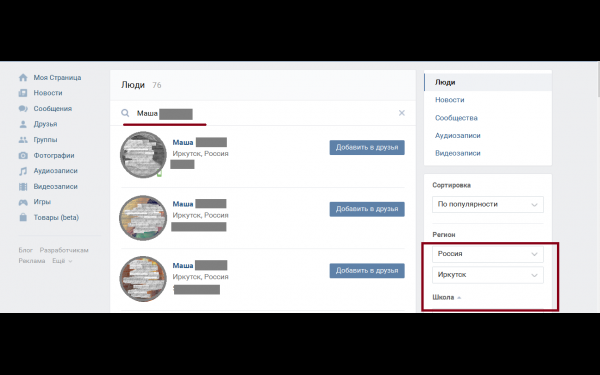 Моя Страница
Новости
Сообщения
Друзья
Группы
Фотографии
Аудиозаписи
Видеозаписи
Игры
Товары (beta)
Блог Разработчикам
Реклама Ещё
Люди 76
Маша
Маша
Иркутск, Россия
Добавить в друзья
Маша
Иркутск, Россия
Добавить в друзья
Маша
Иркутск, Россия
Добавить в друзья
Люди
Новости
Сообщества
Аудиозаписи
Видеозаписи
Сортировка
По популярности
Регион
Россия
Иркутск
Школа »